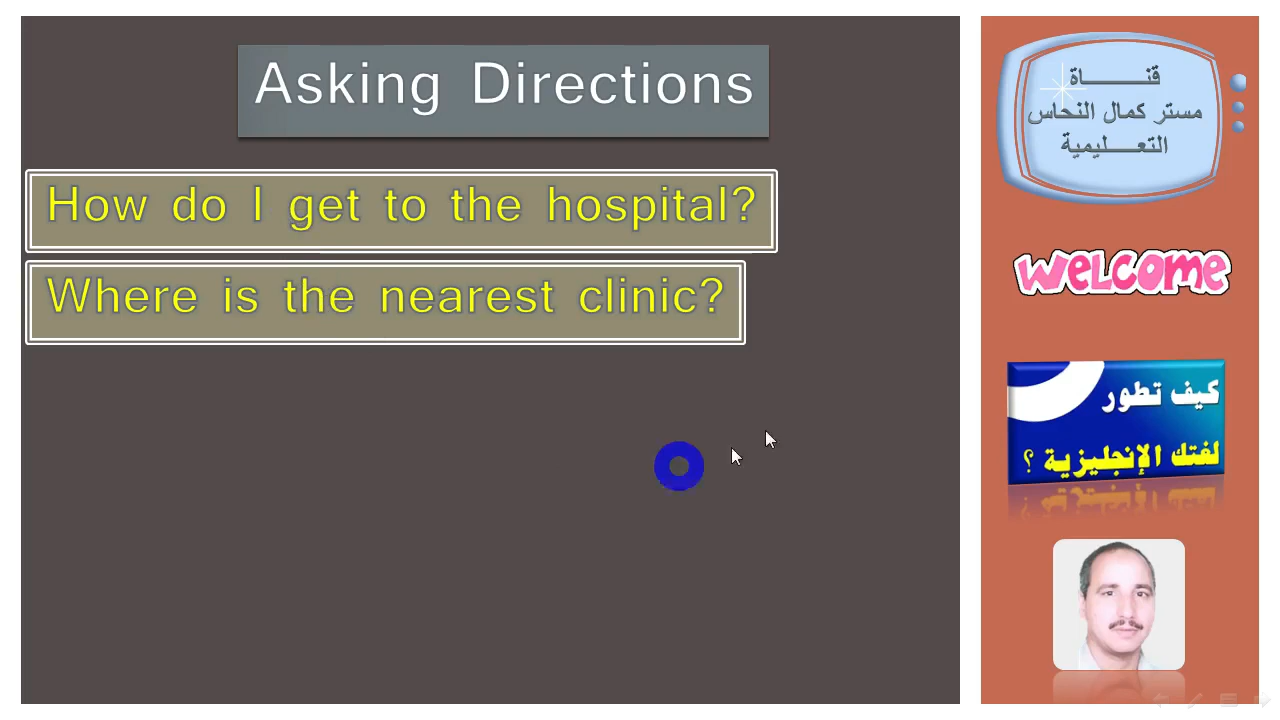 Asking Directions
How do I get to the hospital?
Where is the nearest clinic?
قنـــــاة
مستر كمال النحاس
التعـــليمية
WELCOME
كيف تطور
لغتك الإنجليزية ؟